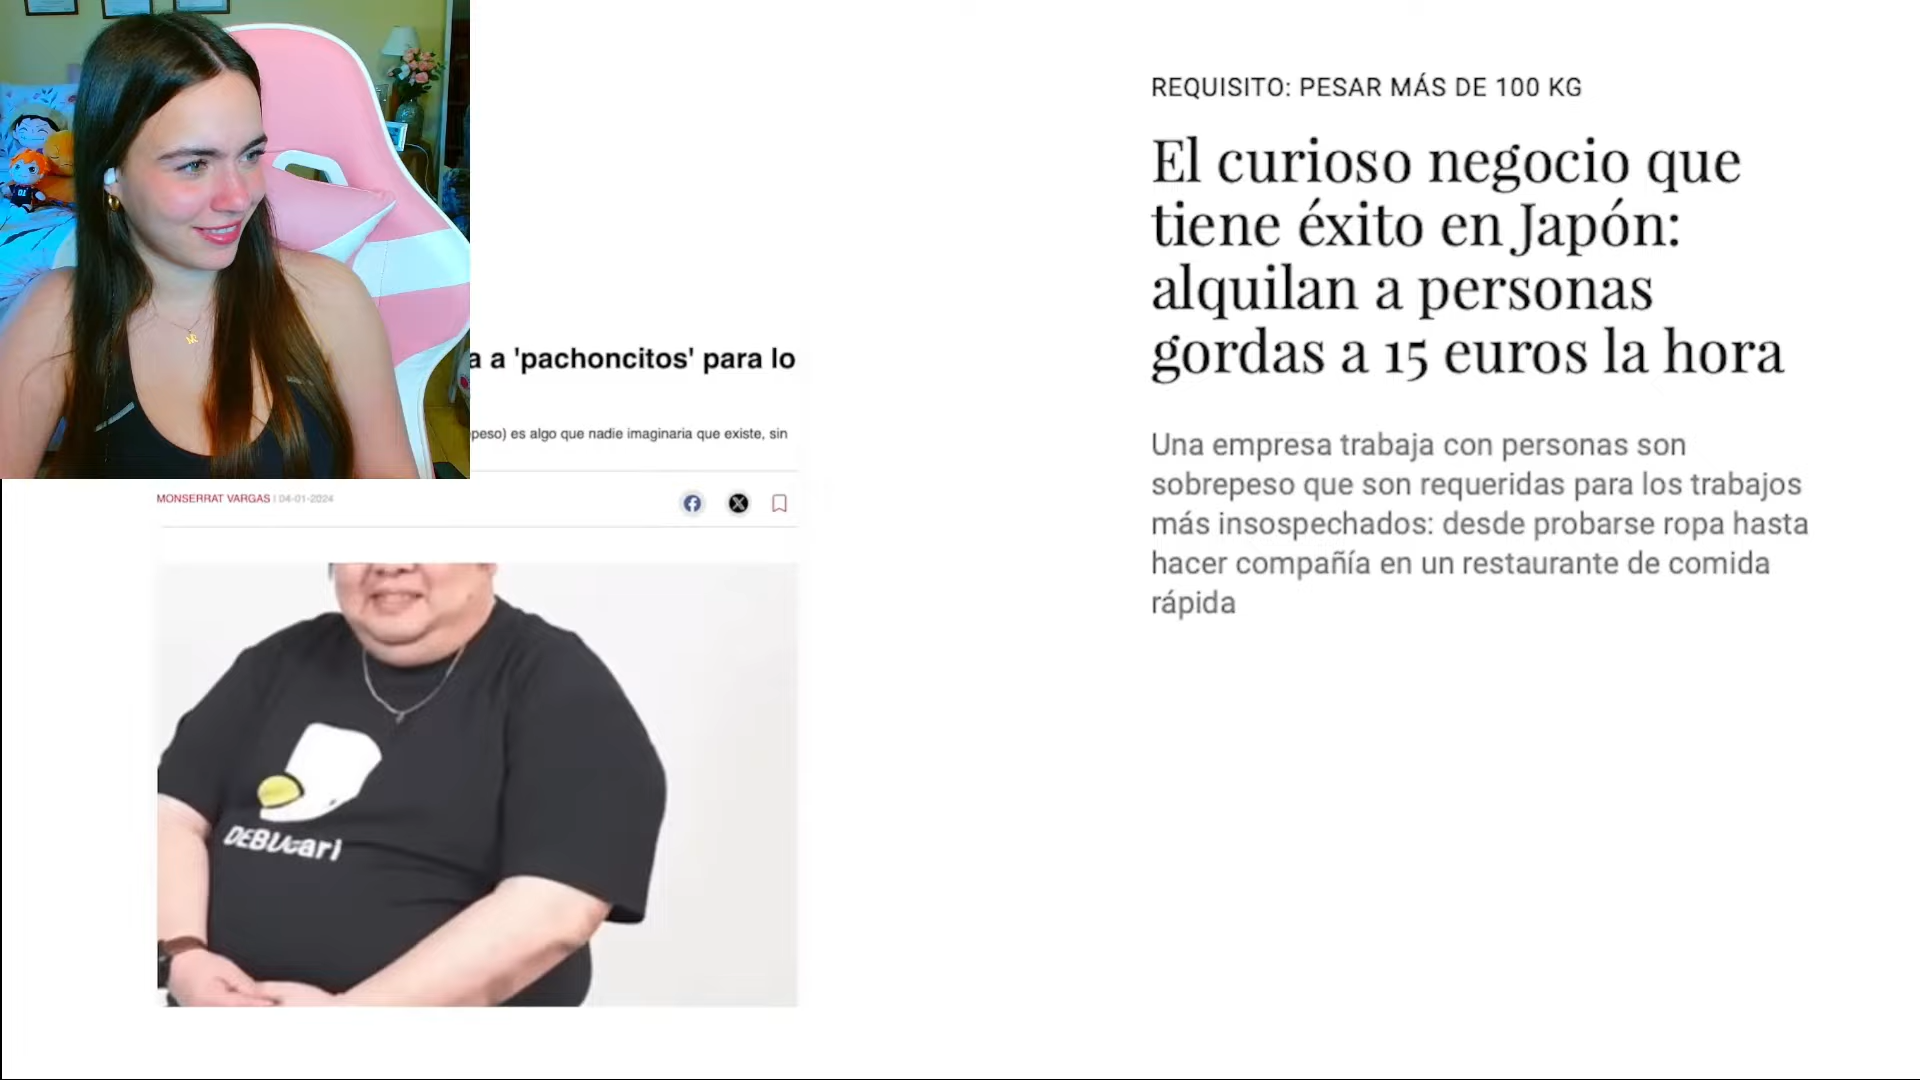 a a 'pachoncitos' para lo
peso) es algo que nadie imaginaria que existe, sin
MONSERRAT VARGAS | 04-01-2024
DEBUcari
REQUISITO: PESAR MÁS DE 100 KG
El curioso negocio que
tiene éxito en Japón:
alquilan a personas
gordas a 15 euros la hora
Una empresa trabaja con personas son
sobrepeso que son requeridas para los trabajos
más insospechados: desde probarse ropa hasta
hacer compañía en un restaurante de comida
rápida